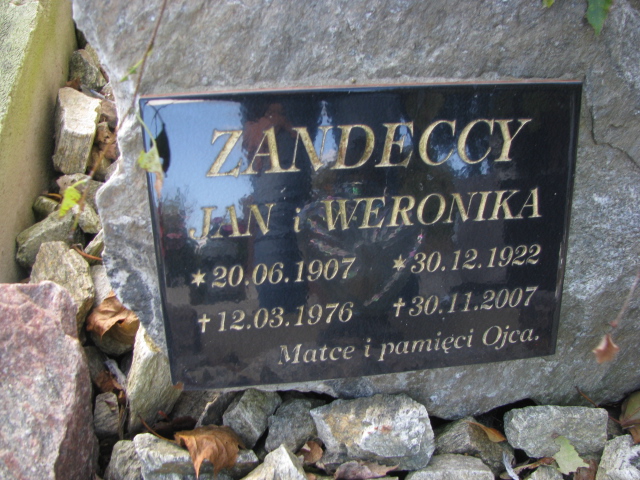 ZANDECCY
JAN i WERONIKA
★ 20.06.1907 ★ 30.12.1922
† 12.03.1976 † 30.11.2007
Matce i pamięci Ojca.